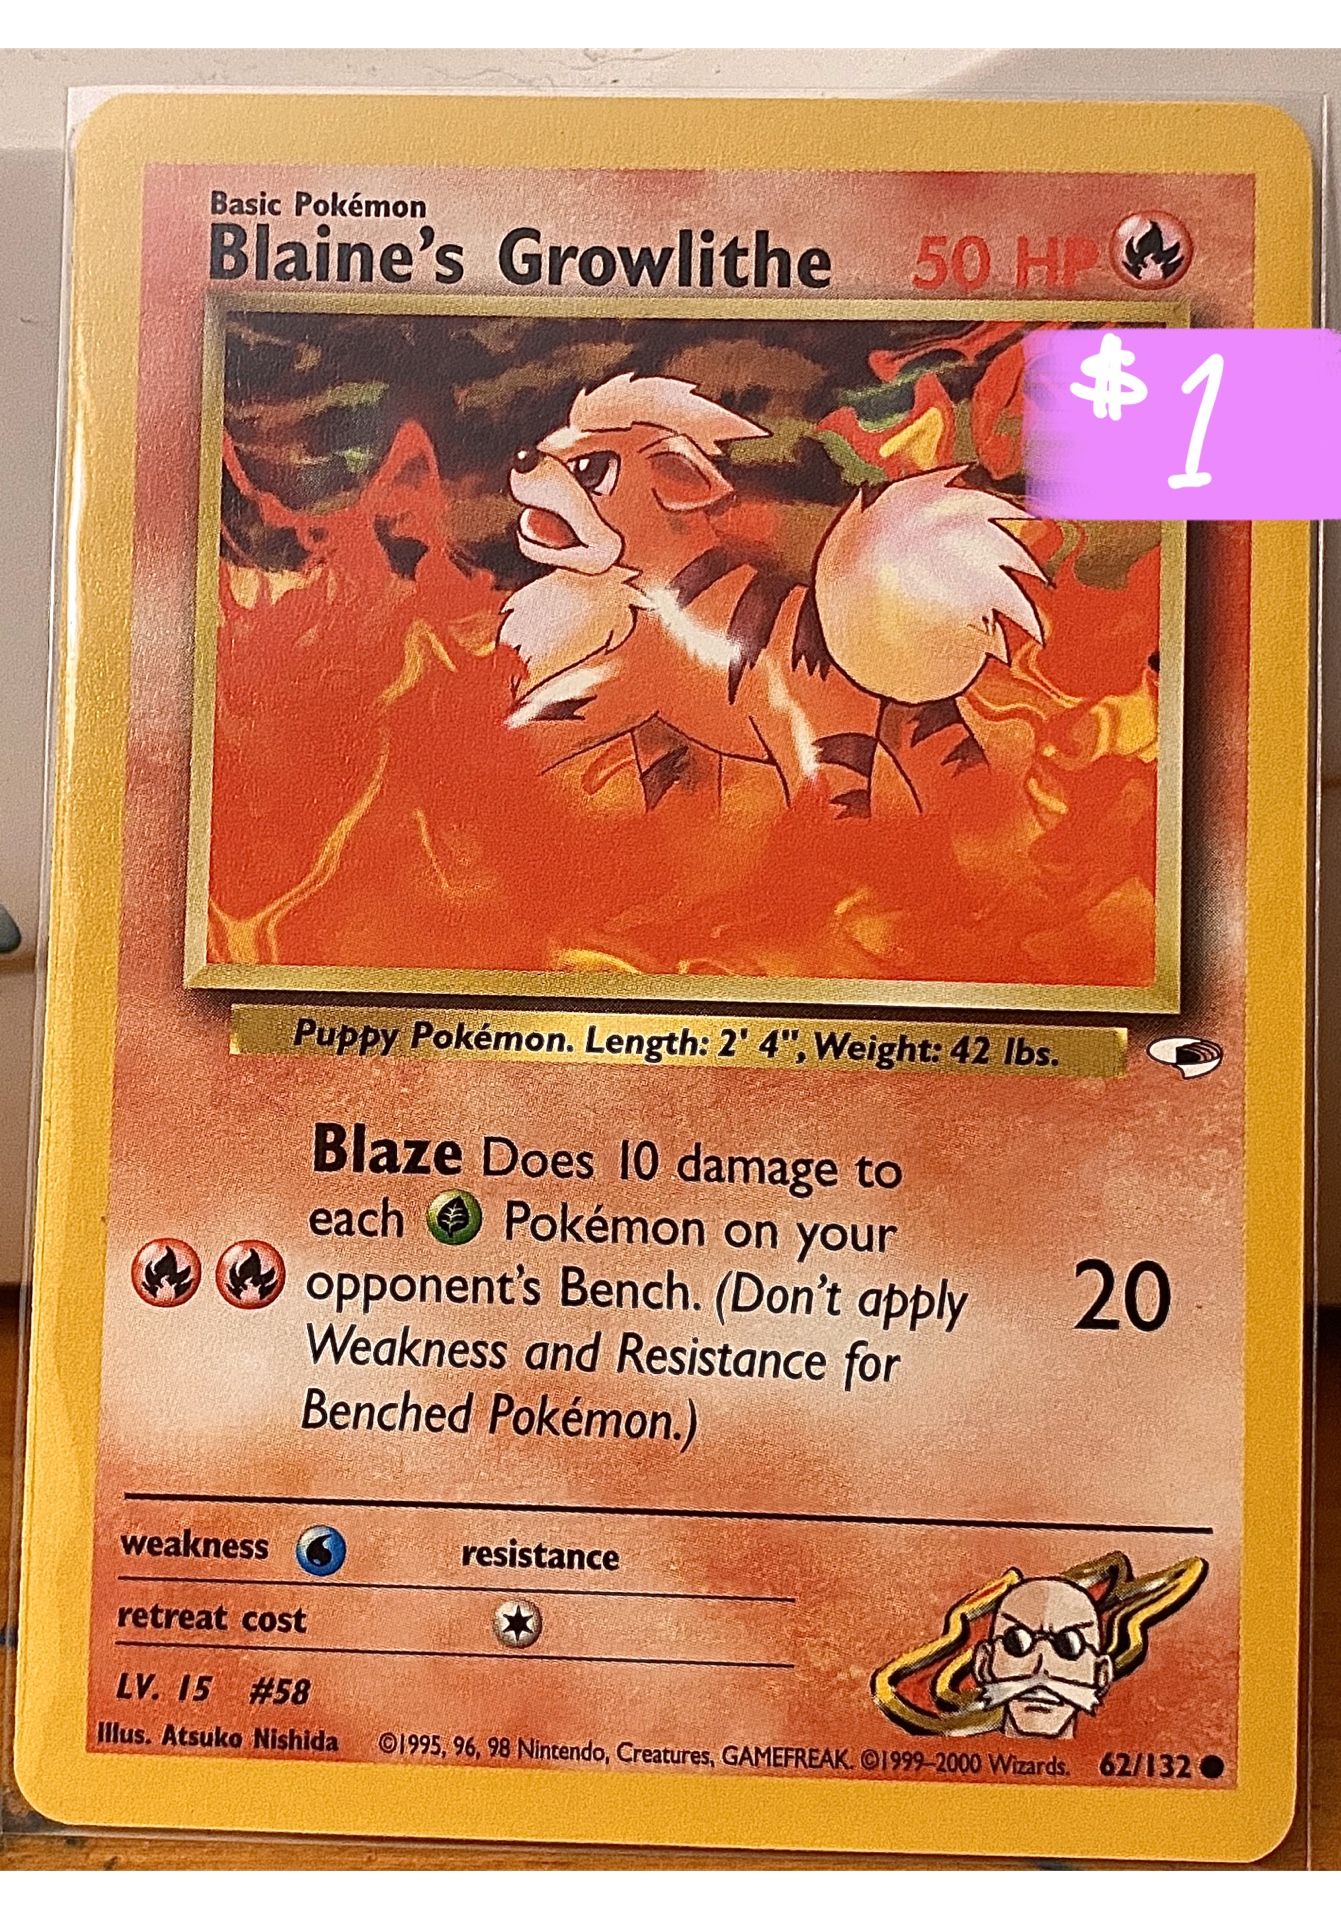 Basic Pokémon
Blaine's Growlithe 50 HP
$1
Puppy Pokémon. Length: 2' 4", Weight: 42 lbs.
Blaze Does 10 damage to
each Pokémon on your
opponent's Bench. (Don't apply
Weakness and Resistance for
Benched Pokémon.)
20
weakness resistance
retreat cost
LV. 15 #58
Illus. Atsuko Nishida ©1995, 96, 98 Nintendo, Creatures, GAMEFREAK. ©1999-2000 Wizards. 62/132